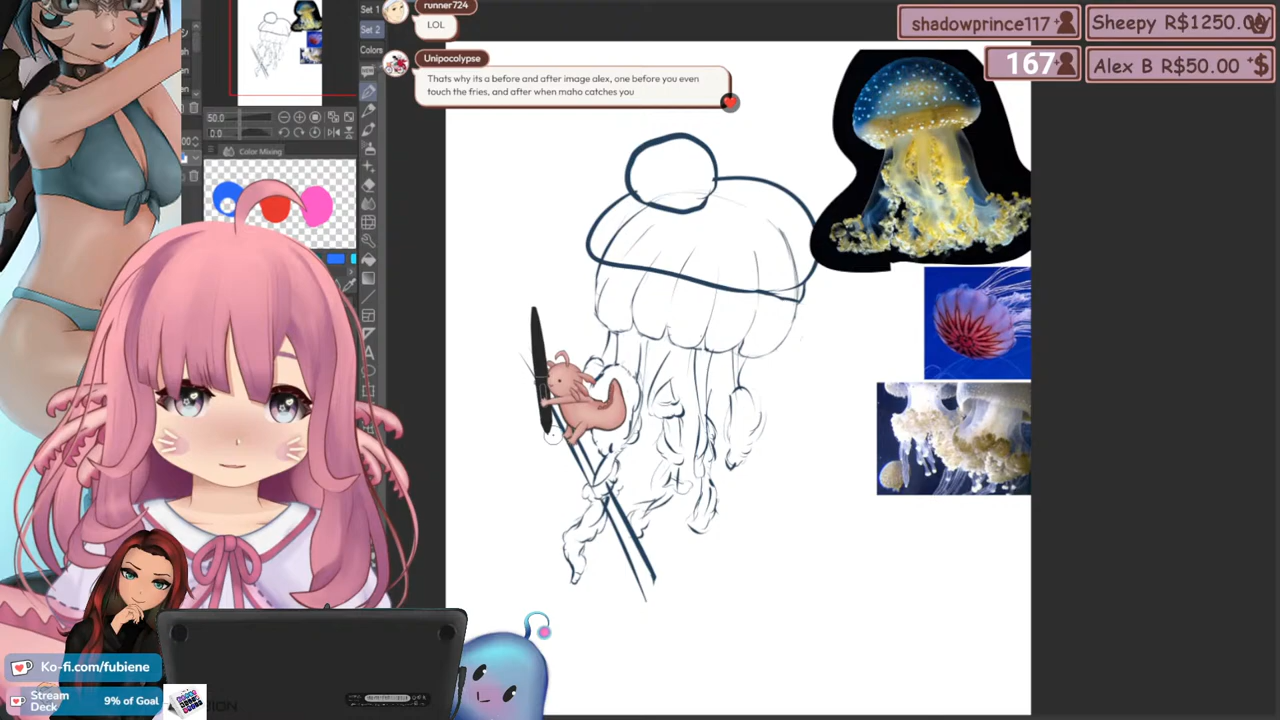 Set 1
runner724
LOL
Set 2
Colors
Unipocolypse
Thats why its a before and after image alex, one before you even
touch the fries, and after when maho catches you
shadowprince117
Sheepy R$1250.00
167
Alex B R$50.00
50.0
0.0
Color Mixing
Ko-fi.com/fubiene
Stream
Deck
9% of Goal